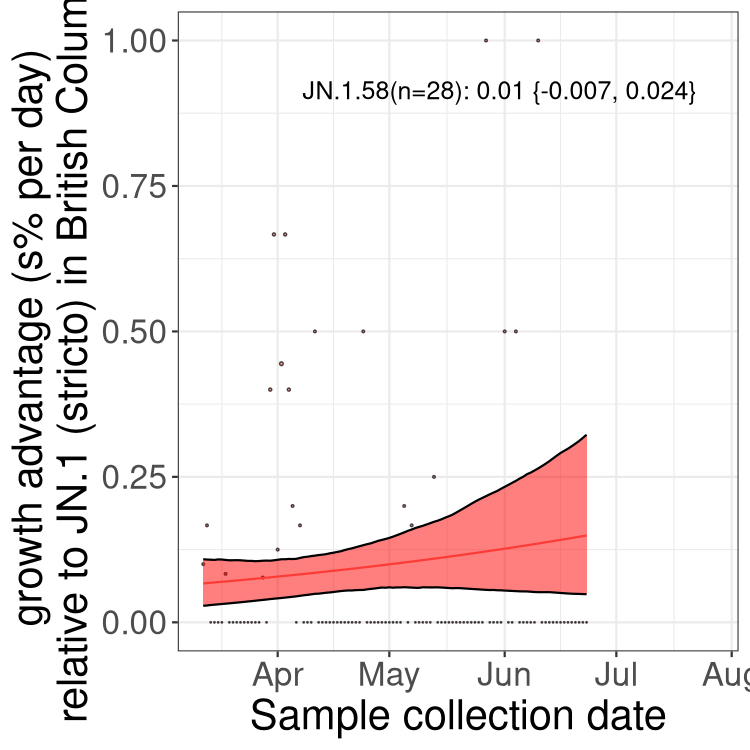 growth advantage (s% per day)
relative to JN.1 (stricto) in British Colum
1.00
0.75
0.50
0.25
0.00
JN.1.58(n=28): 0.01 {-0.007, 0.024}
Apr May Jun Jul Aug
Sample collection date